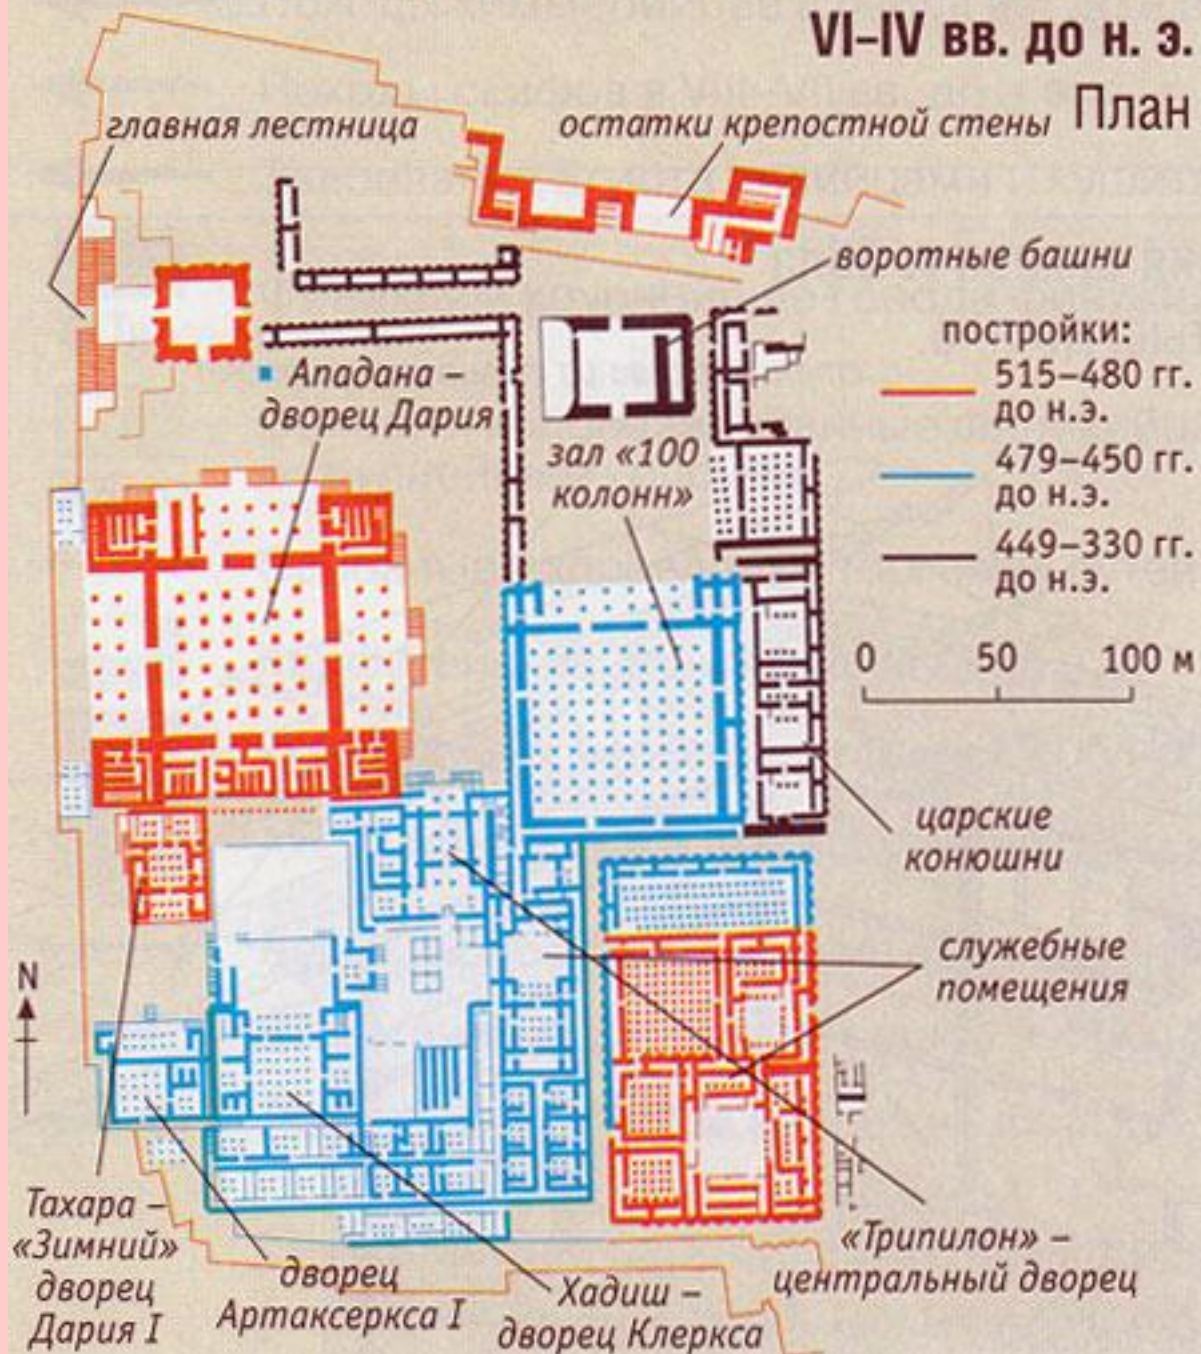 VI–IV вв. до н. э.
План
главная лестница
остатки крепостной стены
воротные башни
постройки:
515–480 гг.
до н.э.
479–450 гг.
до н.э.
449–330 гг.
до н.э.
Ападана –
дворец Дария
зал «100
колонн»
0 50 100 м
царские
конюшни
служебные
помещения
N
Тахара –
«Зимний»
дворец
Дария I
дворец
Артаксеркса I
Хадиш –
дворец Клеркса
«Трипилон» –
центральный дворец